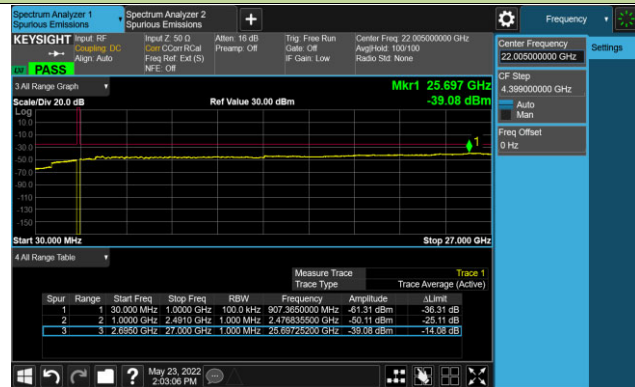 Spectrum Analyzer 1
Spurious Emissions
Spectrum Analyzer 2
Spurious Emissions
+
Frequency
KEYSIGHT Input: RF
Coupling: DC
Align: Auto
Input Z: 50 Ω
Corr CCorr RCal
Freq Ref: Ext (S)
NFE: Off
Atten: 16 dB
Preamp: Off
Trig: Free Run
Gate: Off
IF Gain: Low
Center Freq: 22.005000000 GHz
Avg|Hold: 100/100
Radio Std: None
PASS
Center Frequency
22.005000000 GHz
Settings
CF Step
4.399000000 GHz
Auto
Man
Freq Offset
0 Hz
3 All Range Graph
Mkr1 25.697 GHz
Scale/Div 20.0 dB
Ref Value 30.00 dBm
-39.08 dBm
Log
10.0
-10.0
-30.0
-50.0
-70.0
-90.0
-110
-130
-150
1
Start 30.000 MHz
Stop 27.000 GHz
4 All Range Table
Measure Trace Trace 1
Trace Type Trace Average (Active)
Spur Range Start Freq Stop Freq RBW Frequency Amplitude ΔLimit
1 1 30.000 MHz 1.0000 GHz 100.0 kHz 907.3650000 MHz -61.31 dBm -36.31 dB
2 2 1.0000 GHz 2.4910 GHz 1.000 MHz 2.476835500 GHz -50.11 dBm -25.11 dB
3 3 2.6950 GHz 27.000 GHz 1.000 MHz 25.69725200 GHz -39.08 dBm -14.08 dB
?
May 23, 2022
2:03:06 PM